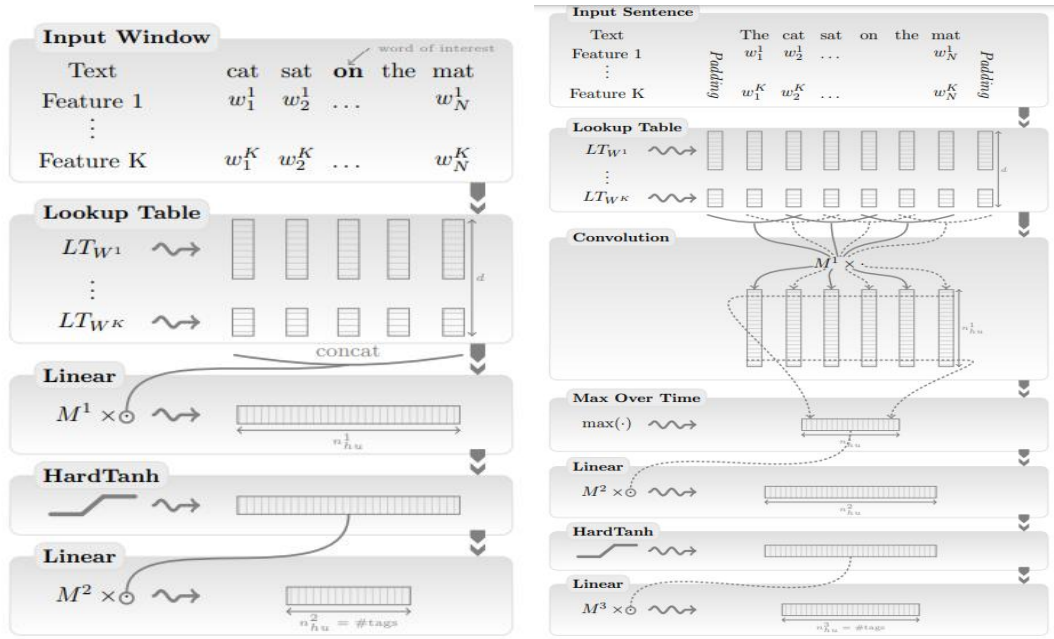 Input Window
word of interest
Text cat sat on the mat
Feature 1 w_1^1 w_2^1 ... w_N^1
⋮
Feature K w_1^K w_2^K ... w_N^K
Lookup Table
LT_{W^1}
⋮
LT_{W^K}
d
concat
Linear
M^1 × ⊙
n_{hu}^1
HardTanh
Linear
M^2 × ⊙
n_{hu}^2 = #tags
Input Sentence
Text The cat sat on the mat
Feature 1 w_1^1 w_2^1 ... w_N^1
⋮
Feature K w_1^K w_2^K ... w_N^K
Padding
Padding
Lookup Table
LT_{W^1}
⋮
LT_{W^K}
d
Convolution
M^1 × ·
n_{hu}^1
Max Over Time
max(·)
n_{hu}^1
Linear
M^2 × ⊙
n_{hu}^2
HardTanh
Linear
M^3 × ⊙
n_{hu}^3 = #tags